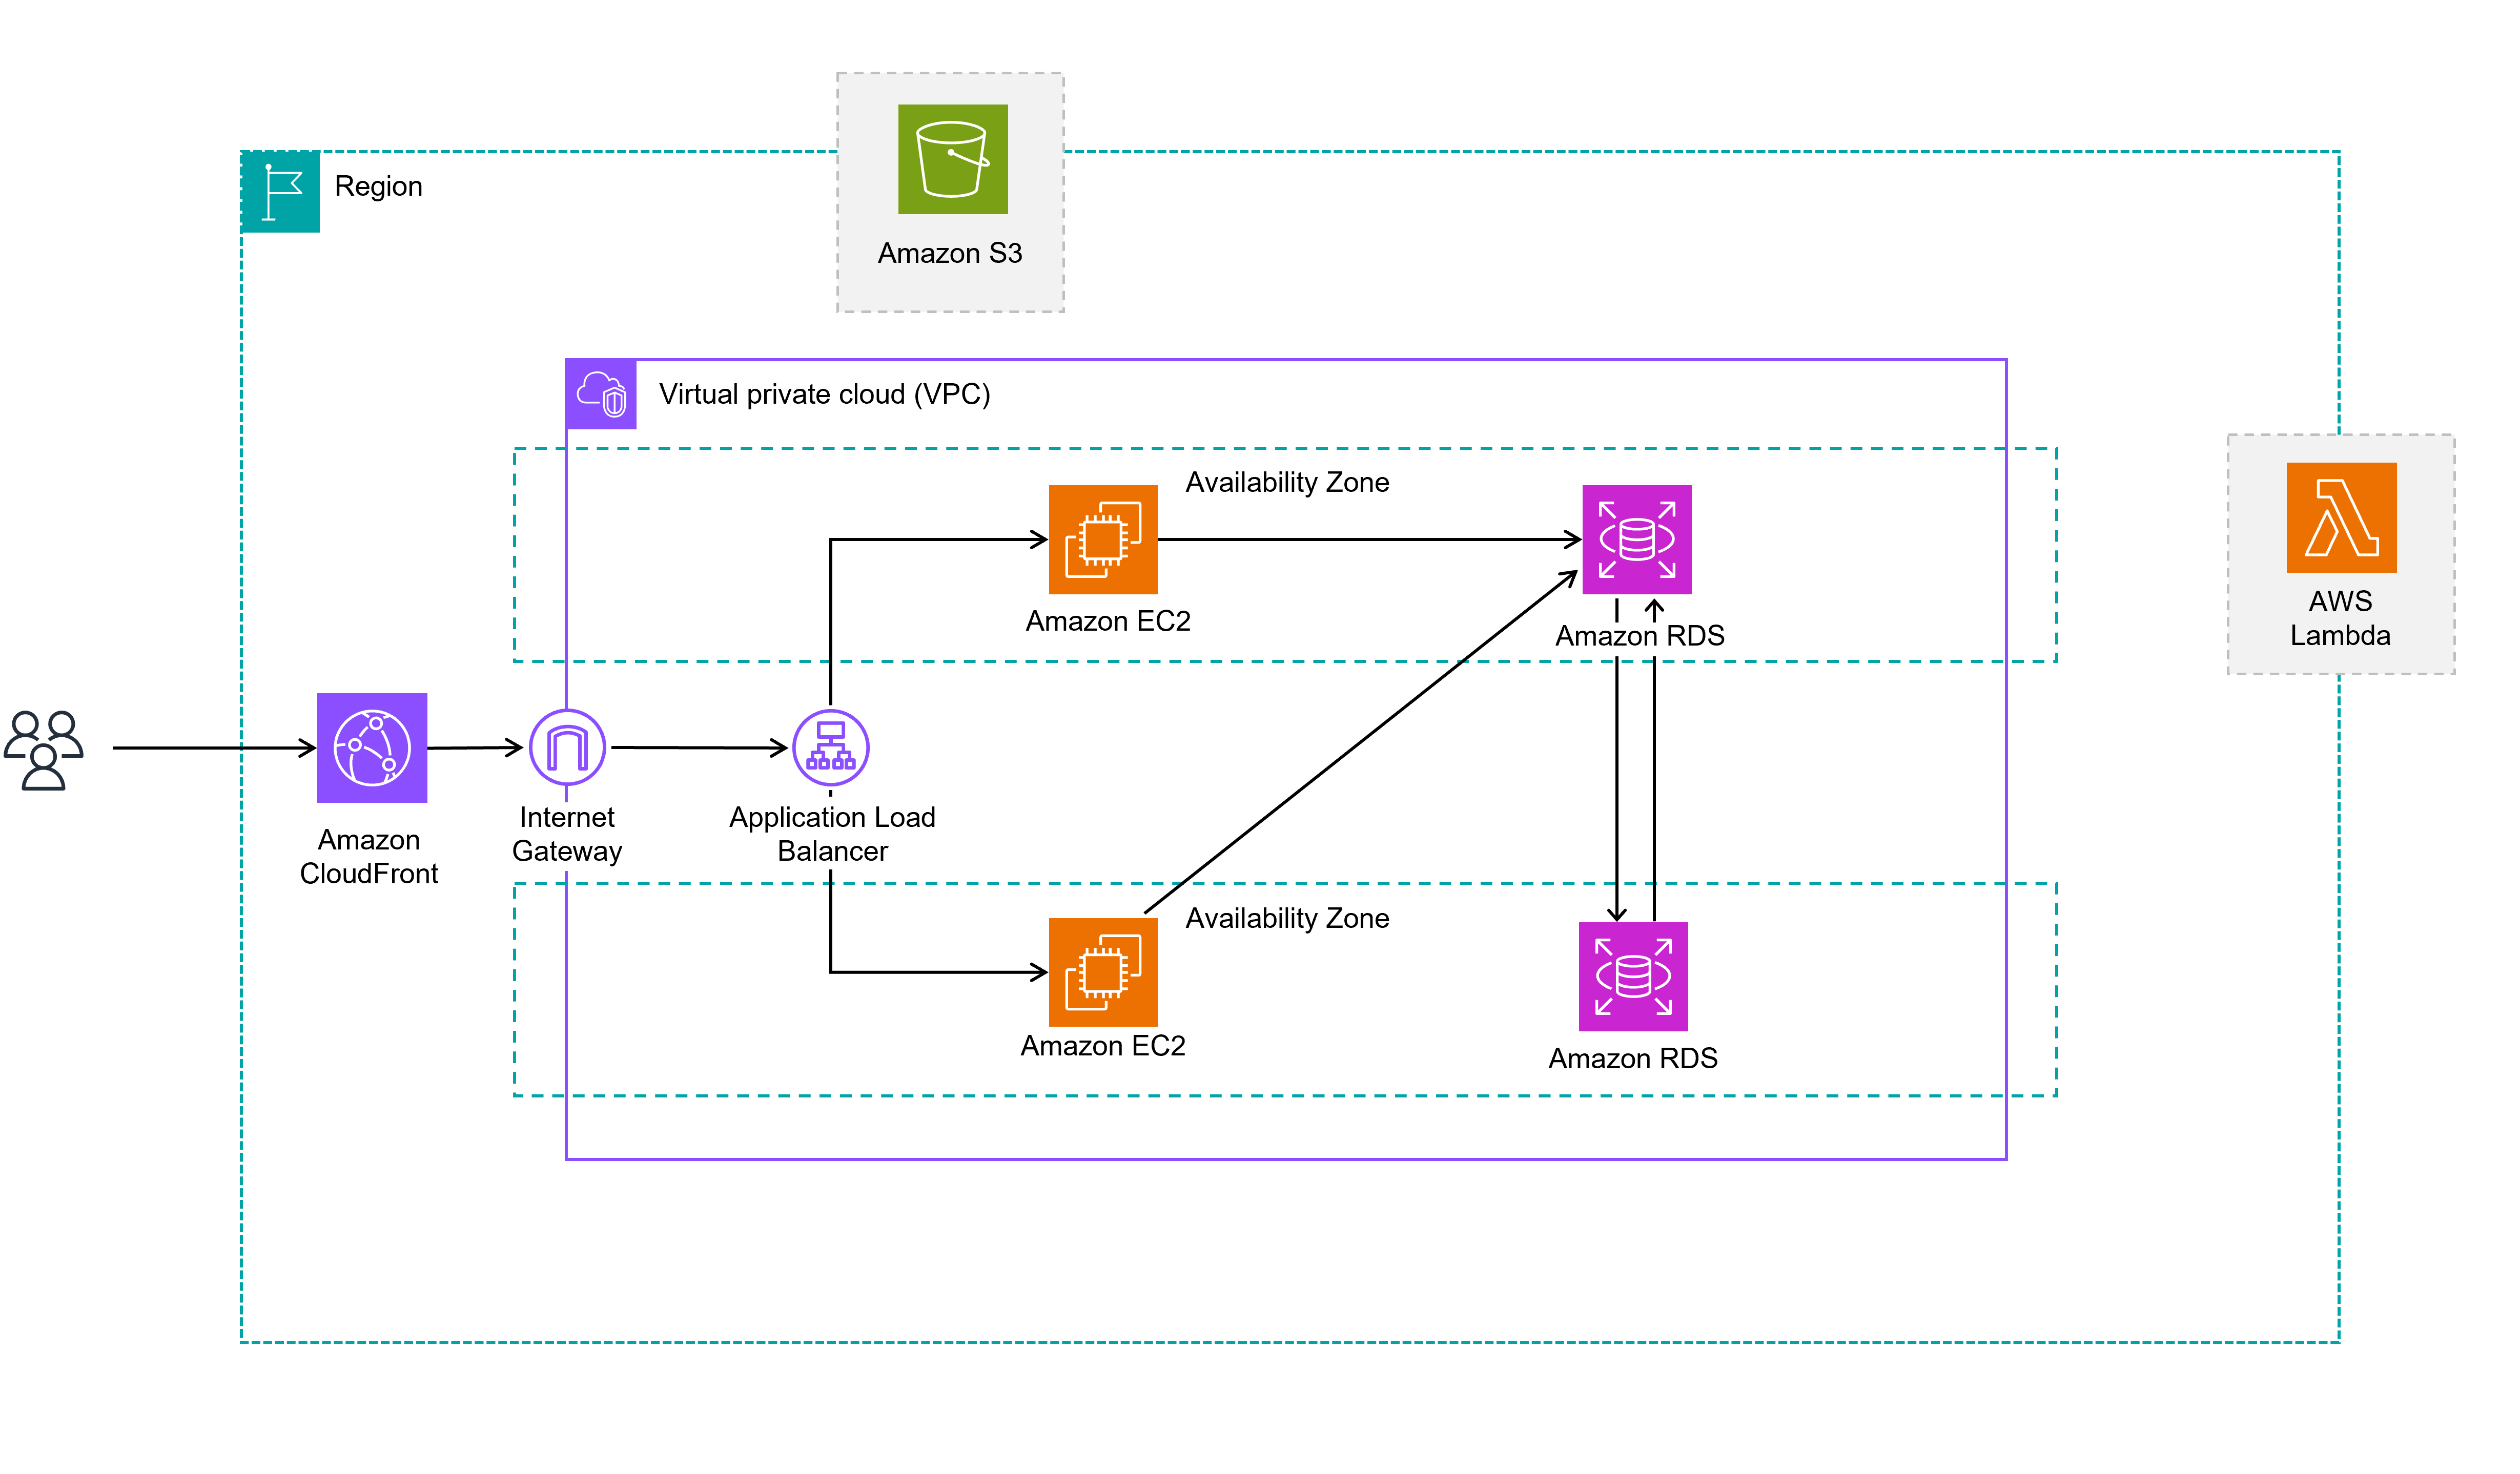 Amazon S3
Region
Virtual private cloud (VPC)
Availability Zone
Amazon EC2
Amazon RDS
AWS
Lambda
Amazon
CloudFront
Internet
Gateway
Application Load
Balancer
Availability Zone
Amazon EC2
Amazon RDS